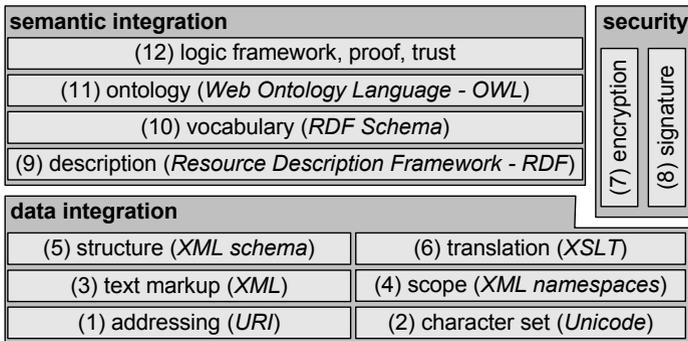 semantic integration
(12) logic framework, proof, trust
(11) ontology (Web Ontology Language - OWL)
(10) vocabulary (RDF Schema)
(9) description (Resource Description Framework - RDF)
security
(7) encryption
(8) signature
data integration
(5) structure (XML schema)
(6) translation (XSLT)
(3) text markup (XML)
(4) scope (XML namespaces)
(1) addressing (URI)
(2) character set (Unicode)